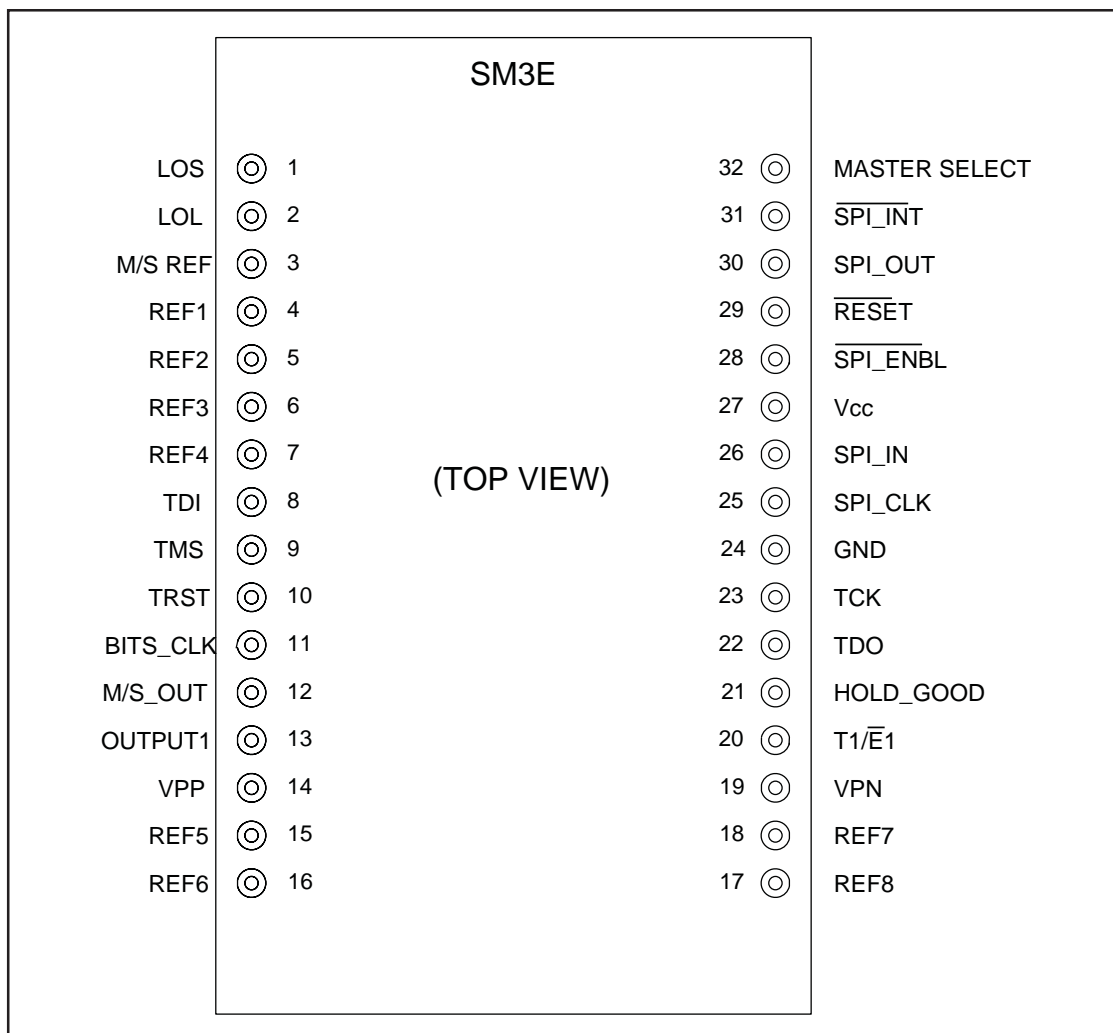 SM3E
LOS 1 32 MASTER SELECT
LOL 2 31 SPI_INT
M/S REF 3 30 SPI_OUT
REF1 4 29 RESET
REF2 5 28 SPI_ENBL
REF3 6 27 Vcc
REF4 7 26 SPI_IN
(TOP VIEW)
TDI 8 25 SPI_CLK
TMS 9 24 GND
TRST 10 23 TCK
BITS_CLK 11 22 TDO
M/S_OUT 12 21 HOLD_GOOD
OUTPUT1 13 20 T1/E̅1
VPP 14 19 VPN
REF5 15 18 REF7
REF6 16 17 REF8